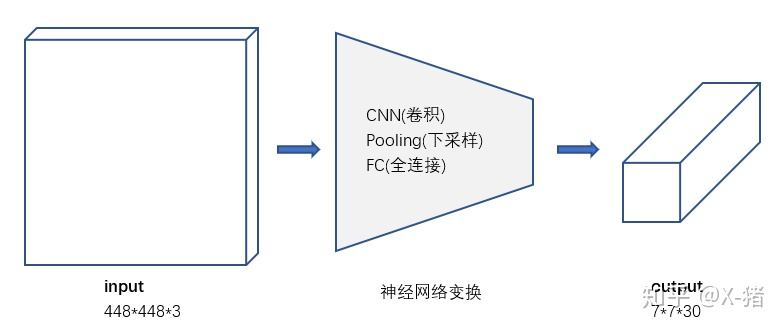 CNN(卷积)
Pooling(下采样)
FC(全连接)
input
448*448*3
神经网络变换
output
7*7*30
知乎 @X-猪